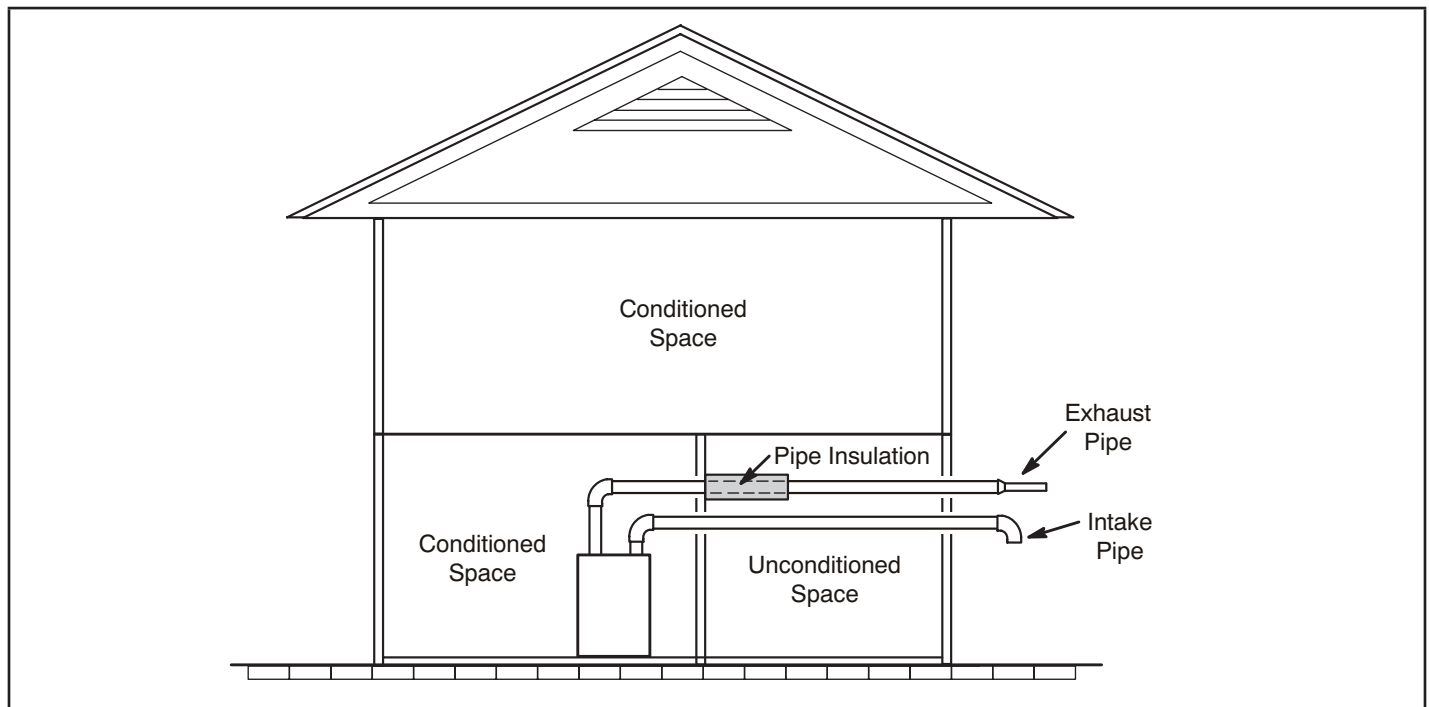 Conditioned
Space
Exhaust
Pipe
Pipe Insulation
Intake
Pipe
Conditioned
Space
Unconditioned
Space